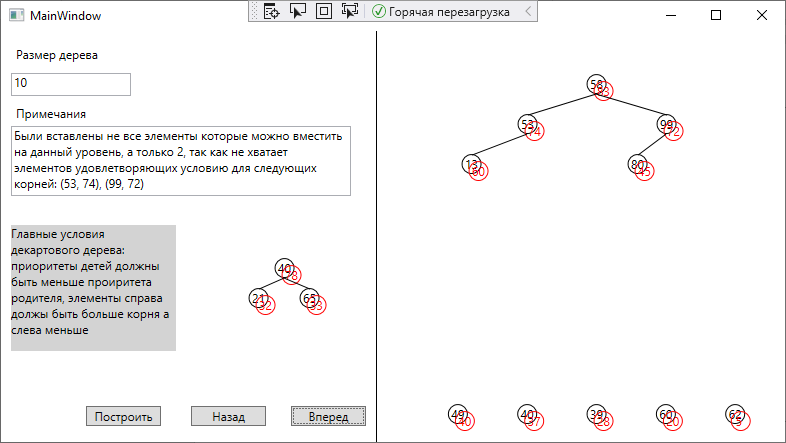 MainWindow
Горячая перезагрузка
Размер дерева
10
Примечания
Были вставлены не все элементы которые можно вместить
на данный уровень, а только 2, так как не хватает
элементов удовлетворяющих условию для следующих
корней: (53, 74), (99, 72)
Главные условия
декартового дерева:
приоритеты детей должны
быть меньше проиритета
родителя, элементы справа
должы быть больше корня а
слева меньше
40
78
21
32
65
53
Построить
Назад
Вперед
58
83
53
74
99
72
13
60
80
45
49
40
40
37
39
28
60
20
62